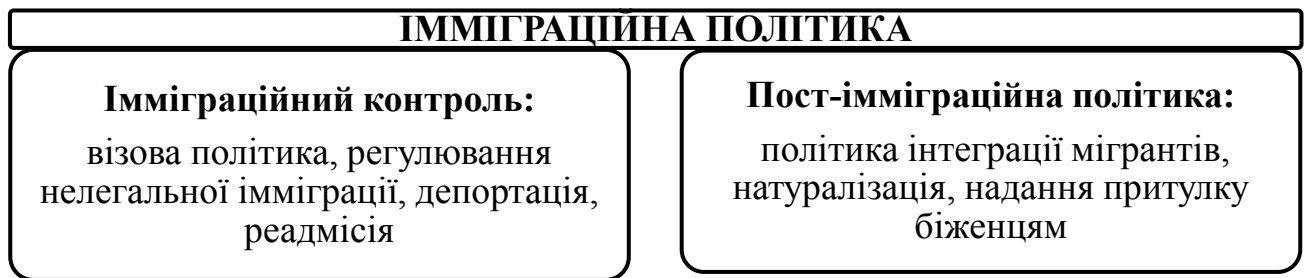 ІММІГРАЦІЙНА ПОЛІТИКА
Імміграційний контроль:
візова політика, регулювання
нелегальної імміграції, депортація,
реадмісія
Пост-імміграційна політика:
політика інтеграції мігрантів,
натуралізація, надання притулку
біженцям